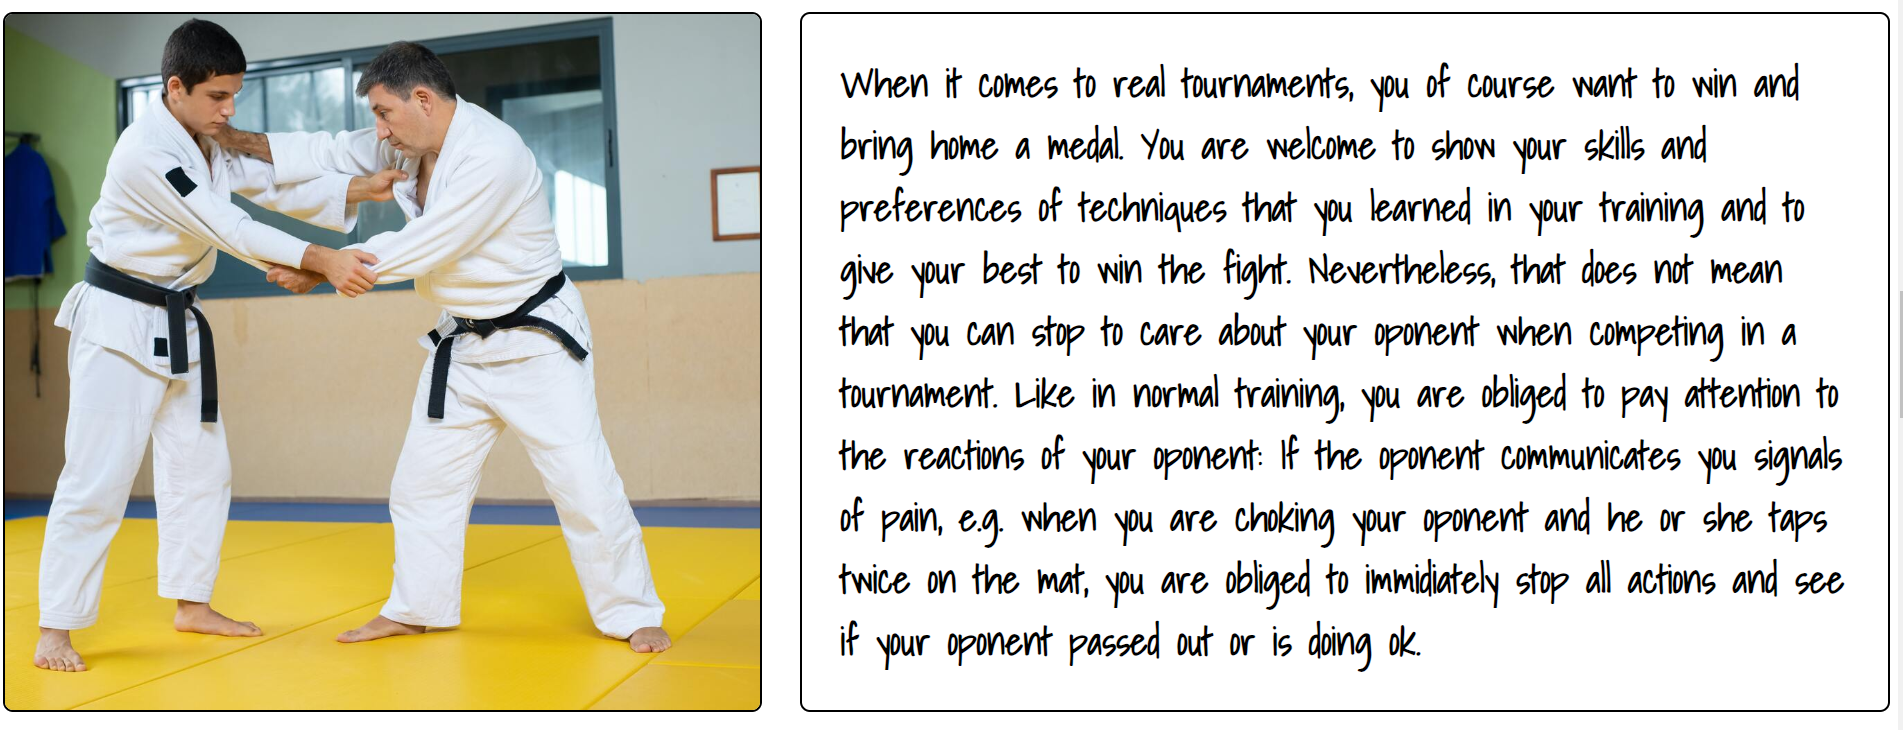 When it comes to real tournaments, you of course want to win and
bring home a medal. You are welcome to show your skills and
preferences of techniques that you learned in your training and to
give your best to win the fight. Nevertheless, that does not mean
that you can stop to care about your oponent when competing in a
tournament. Like in normal training, you are obliged to pay attention to
the reactions of your oponent: If the oponent communicates you signals
of pain, e.g. when you are choking your oponent and he or she taps
twice on the mat, you are obliged to immidiately stop all actions and see
if your oponent passed out or is doing ok.